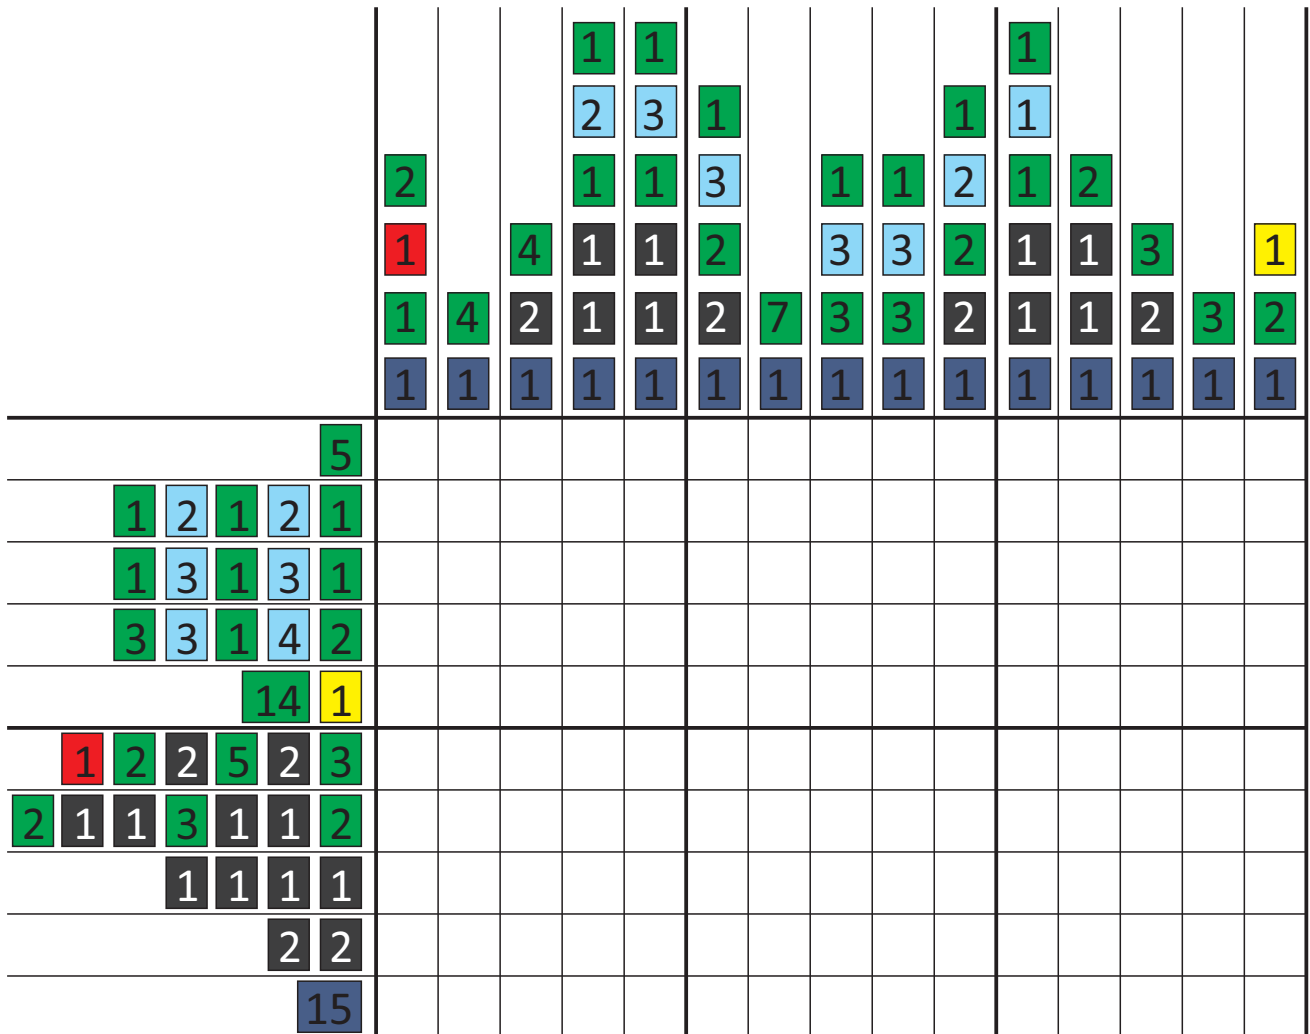 1 1 1
2 3 1 1 1
2 1 1 3 1 1 2 1 2
1 4 1 1 2 3 3 2 1 1 3 1
1 4 2 1 1 2 7 3 3 2 1 1 2 3 2
1 1 1 1 1 1 1 1 1 1 1 1 1 1 1
5
1 2 1 2 1
1 3 1 3 1
3 3 1 4 2
14 1
1 2 2 5 2 3
2 1 1 3 1 1 2
1 1 1 1
2 2
15